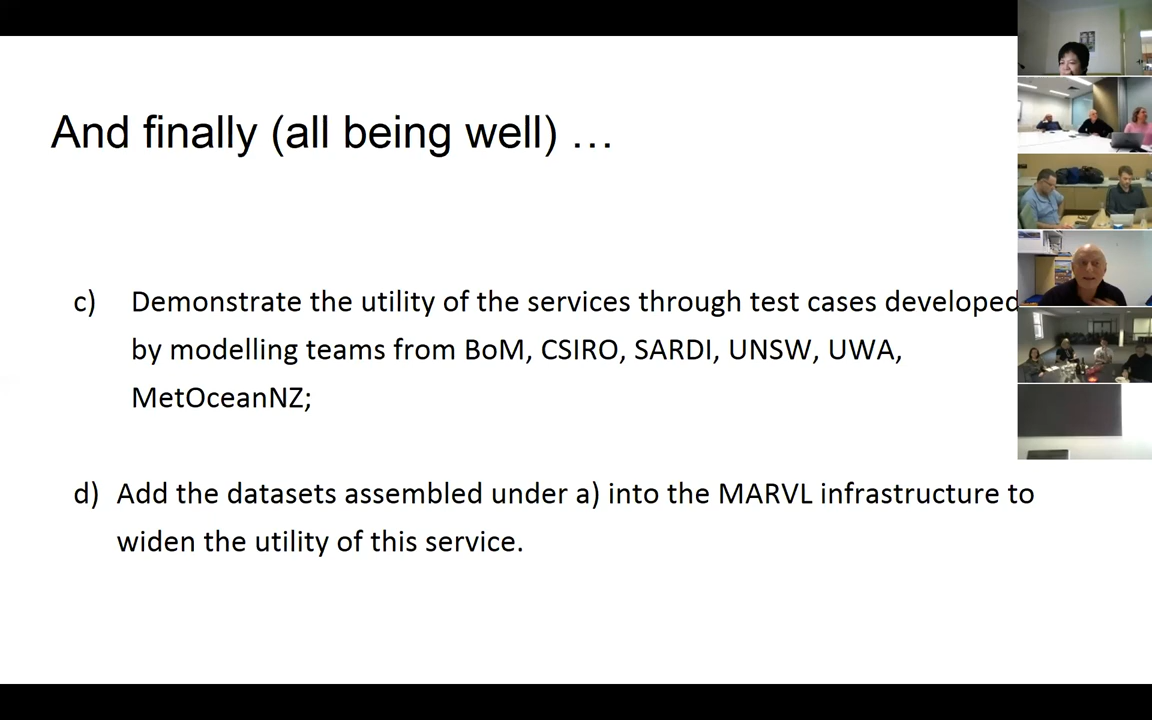 And finally (all being well) …
c) Demonstrate the utility of the services through test cases developed
by modelling teams from BoM, CSIRO, SARDI, UNSW, UWA,
MetOceanNZ;
d) Add the datasets assembled under a) into the MARVL infrastructure to
widen the utility of this service.